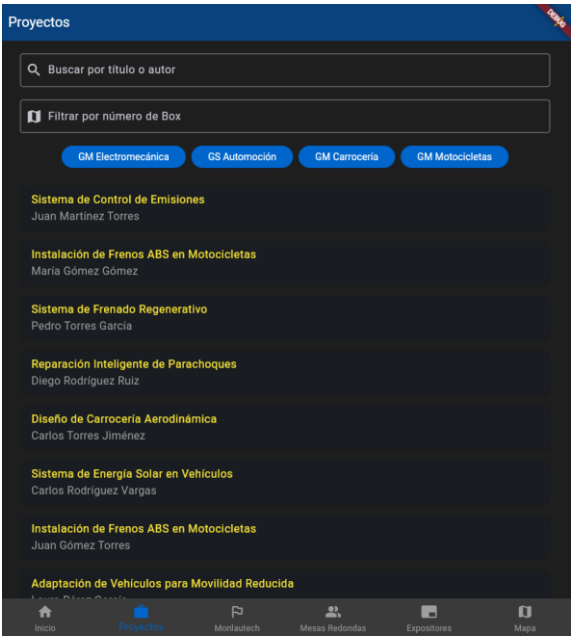 Proyectos
DEBUG
Buscar por título o autor
Filtrar por número de Box
GM Electromecánica GS Automoción GM Carrocería GM Motocicletas
Sistema de Control de Emisiones
Juan Martínez Torres
Instalación de Frenos ABS en Motocicletas
María Gómez Gómez
Sistema de Frenado Regenerativo
Pedro Torres García
Reparación Inteligente de Parachoques
Diego Rodríguez Ruiz
Diseño de Carrocería Aerodinámica
Carlos Torres Jiménez
Sistema de Energía Solar en Vehículos
Carlos Rodríguez Vargas
Instalación de Frenos ABS en Motocicletas
Juan Gómez Torres
Adaptación de Vehículos para Movilidad Reducida
Inicio Proyectos Monlautech Mesas Redondas Expositores Mapa